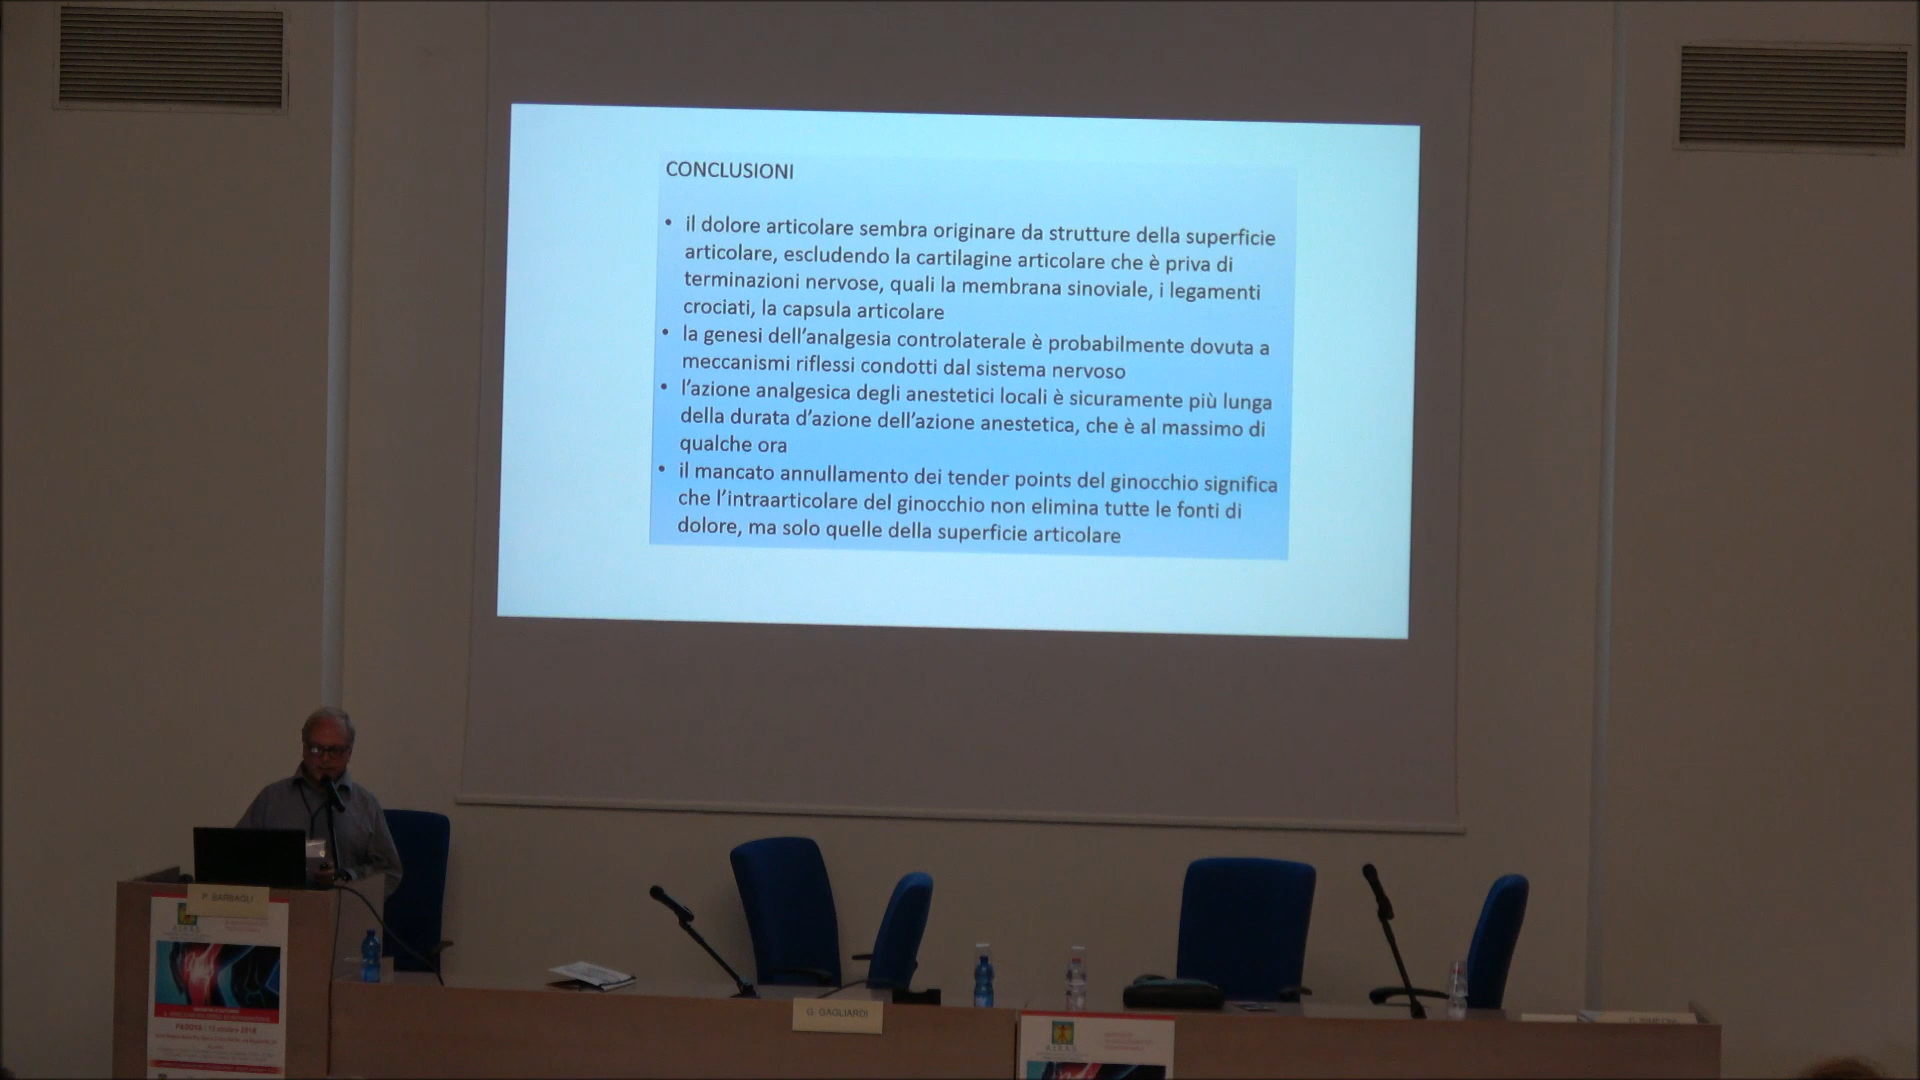 CONCLUSIONI
• il dolore articolare sembra originare da strutture della superficie
articolare, escludendo la cartilagine articolare che è priva di
terminazioni nervose, quali la membrana sinoviale, i legamenti
crociati, la capsula articolare
• la genesi dell'analgesia controlaterale è probabilmente dovuta a
meccanismi riflessi condotti dal sistema nervoso
• l'azione analgesica degli anestetici locali è sicuramente più lunga
della durata d'azione dell'azione anestetica, che è al massimo di
qualche ora
• il mancato annullamento dei tender points del ginocchio significa
che l'intraarticolare del ginocchio non elimina tutte le fonti di
dolore, ma solo quelle della superficie articolare
P. BARBAGLI
PADOVA
G. GAGLIARDI